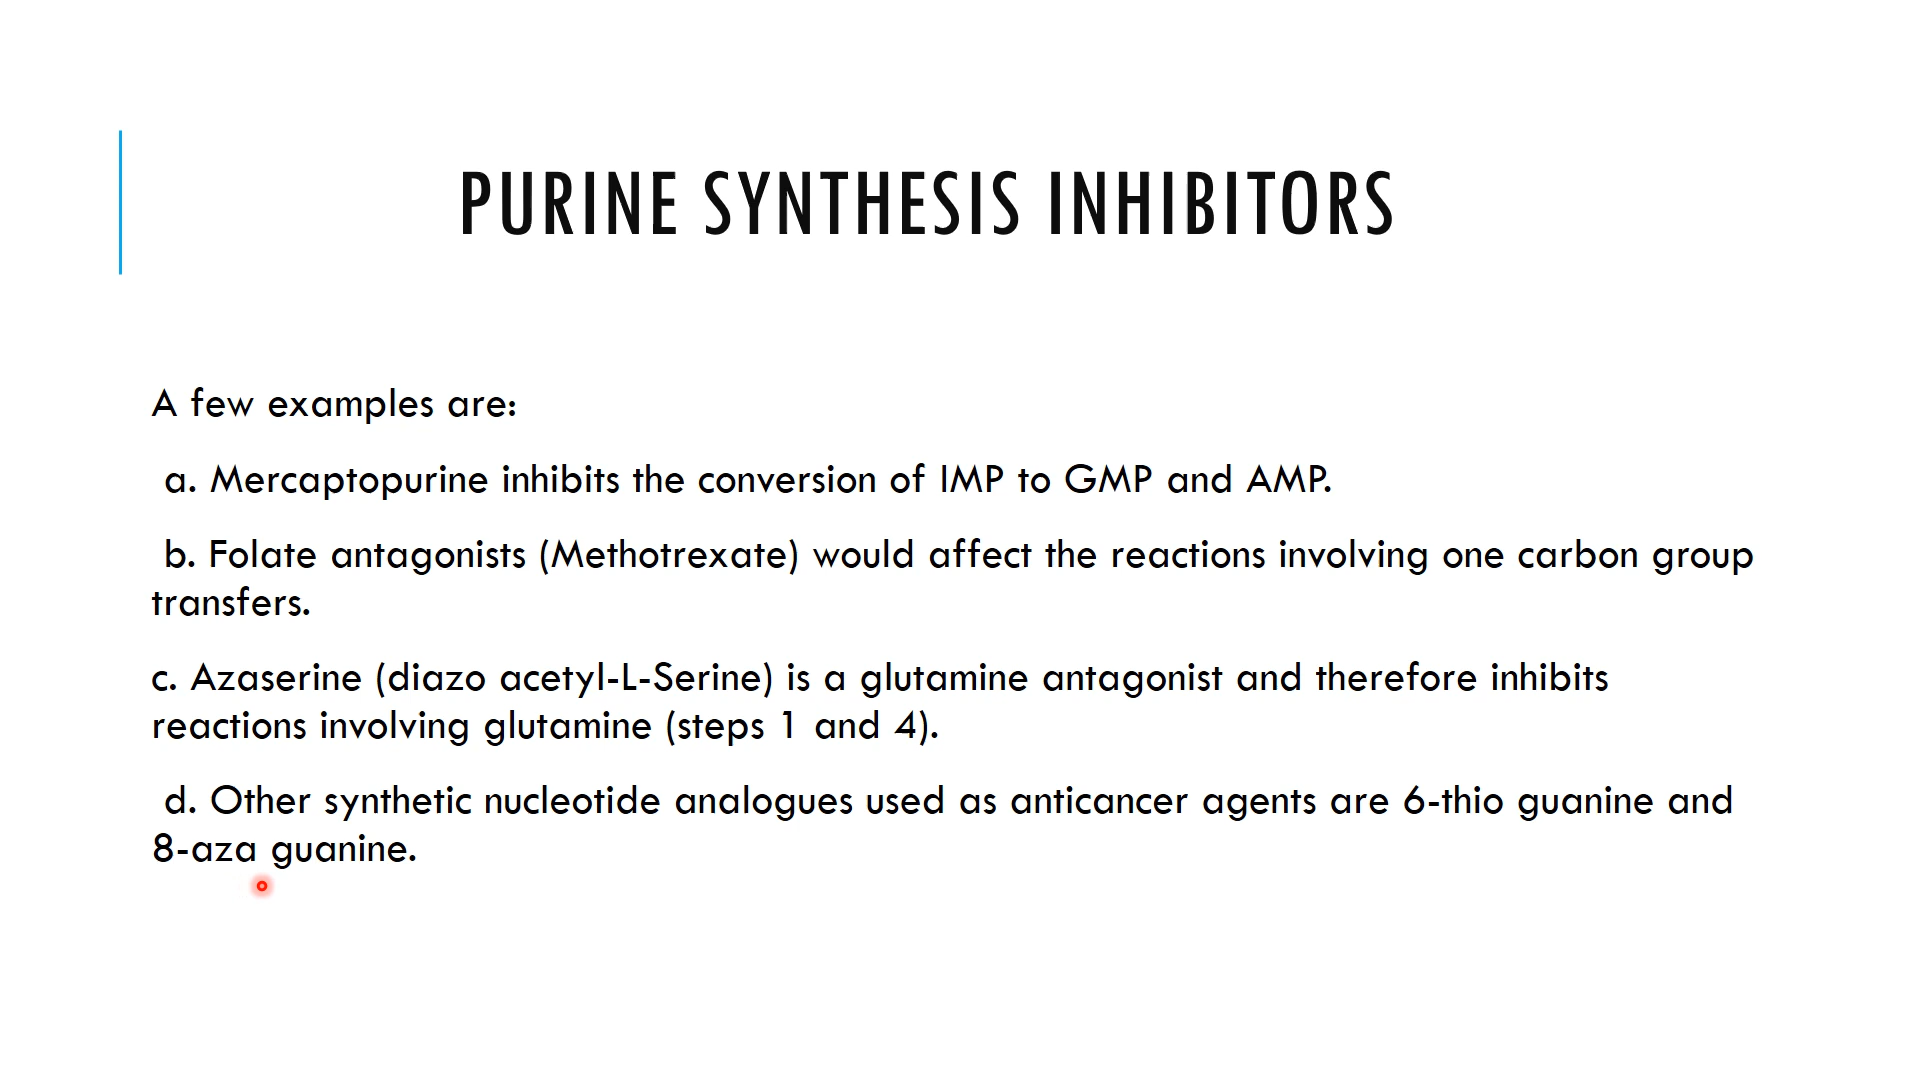 PURINE SYNTHESIS INHIBITORS
A few examples are:
a. Mercaptopurine inhibits the conversion of IMP to GMP and AMP.
b. Folate antagonists (Methotrexate) would affect the reactions involving one carbon group
transfers.
c. Azaserine (diazo acetyl-L-Serine) is a glutamine antagonist and therefore inhibits
reactions involving glutamine (steps 1 and 4).
d. Other synthetic nucleotide analogues used as anticancer agents are 6-thio guanine and
8-aza guanine.